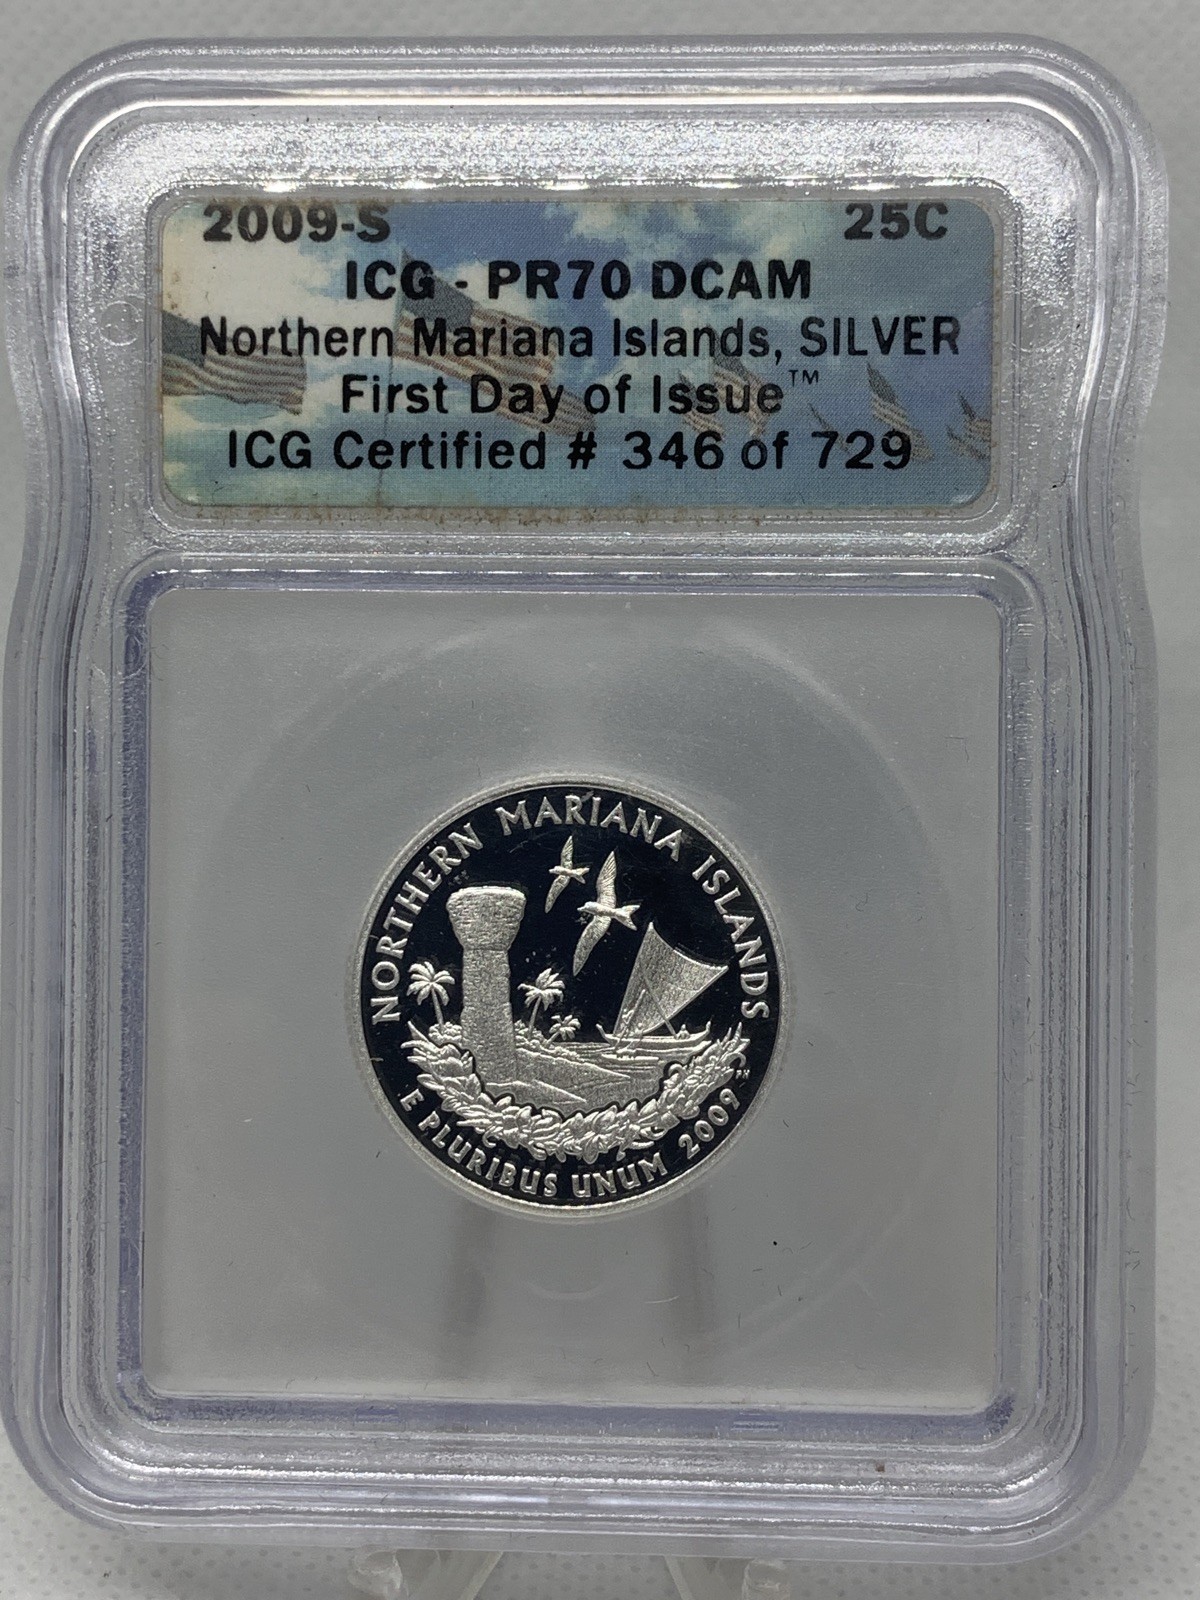 2009-S 25C
ICG - PR70 DCAM
Northern Mariana Islands, SILVER
First Day of Issue™
ICG Certified # 346 of 729
NORTHERN MARIANA ISLANDS
E PLURIBUS UNUM 2009
PH